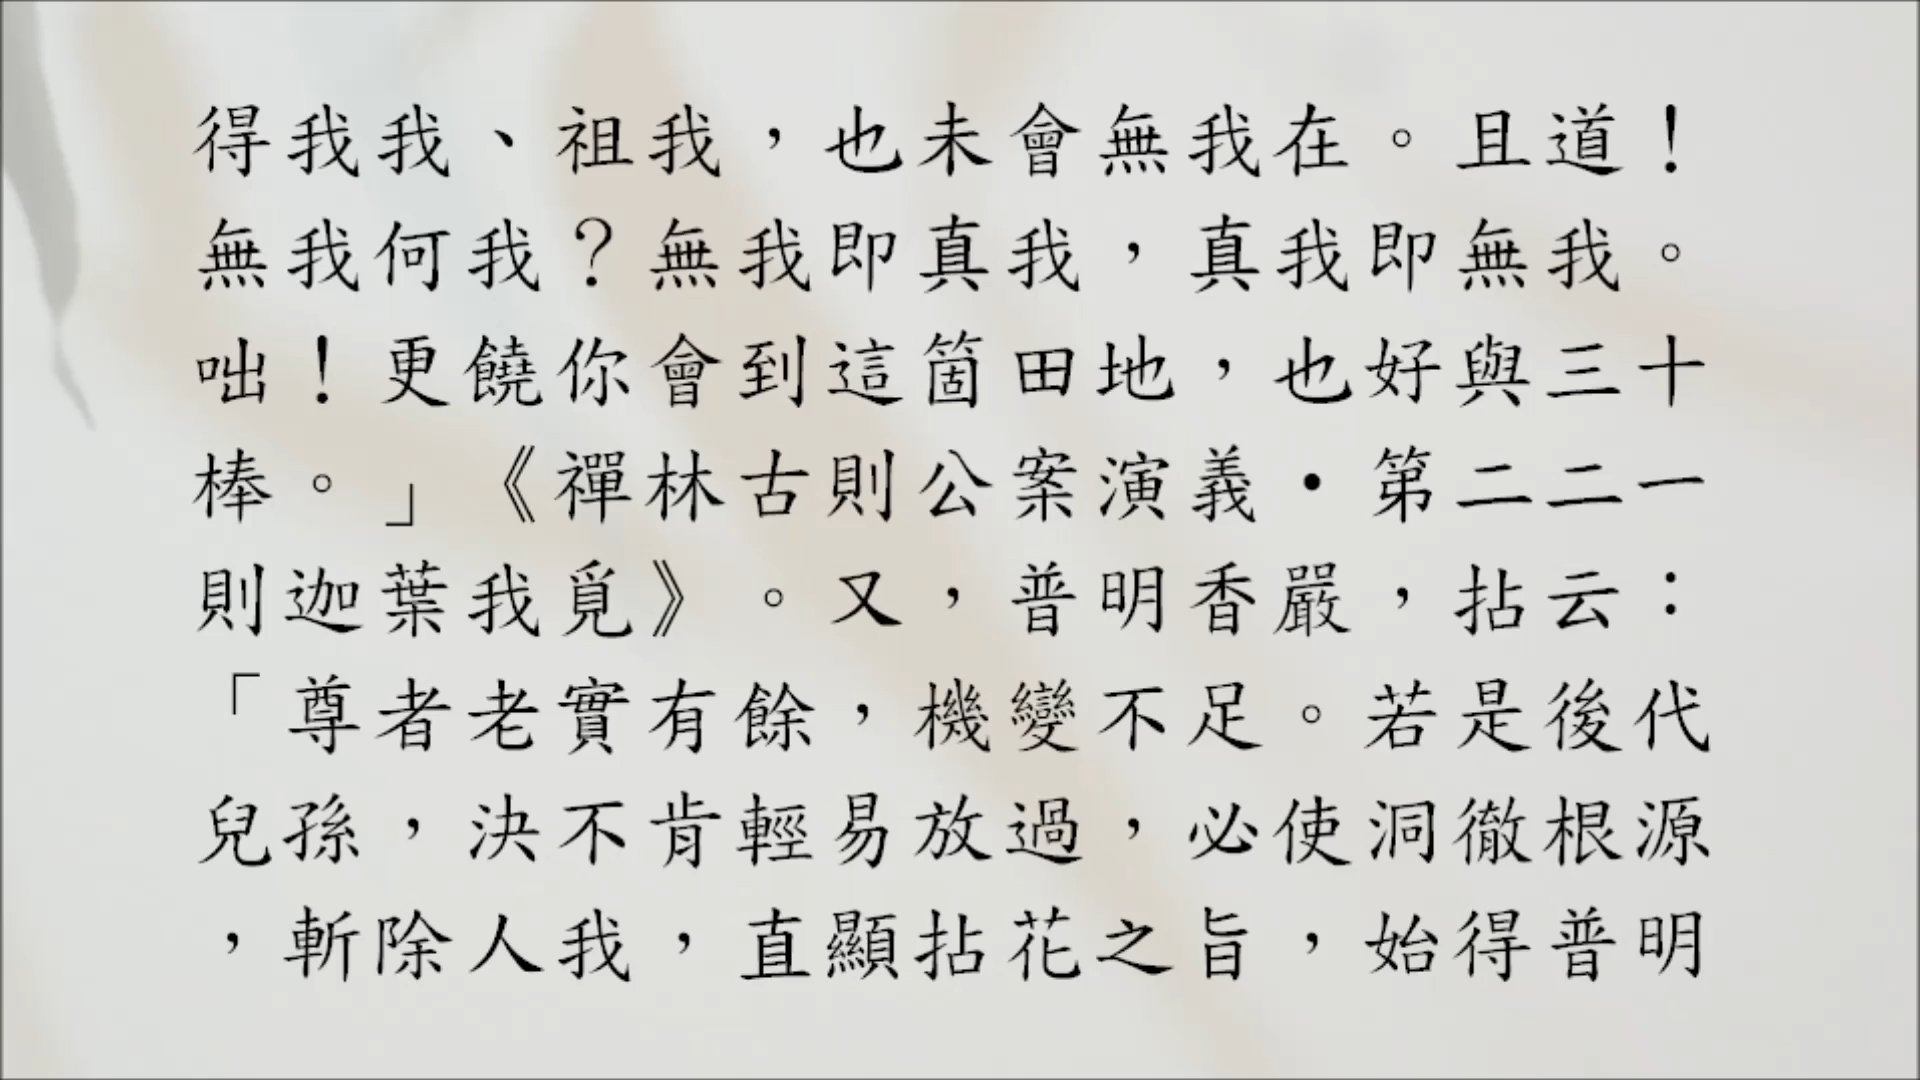 得我我、祖我，也未會無我在。且道！
無我何我？無我即真我，真我即無我。
咄！更饒你會到這箇田地，也好與三十
棒。」《禪林古則公案演義•第二二一
則迦葉我覓》。又，普明香嚴，拈云：
「尊者老實有餘，機變不足。若是後代
兒孫，決不肯輕易放過，必使洞徹根源
，斬除人我，直顯拈花之旨，始得普明